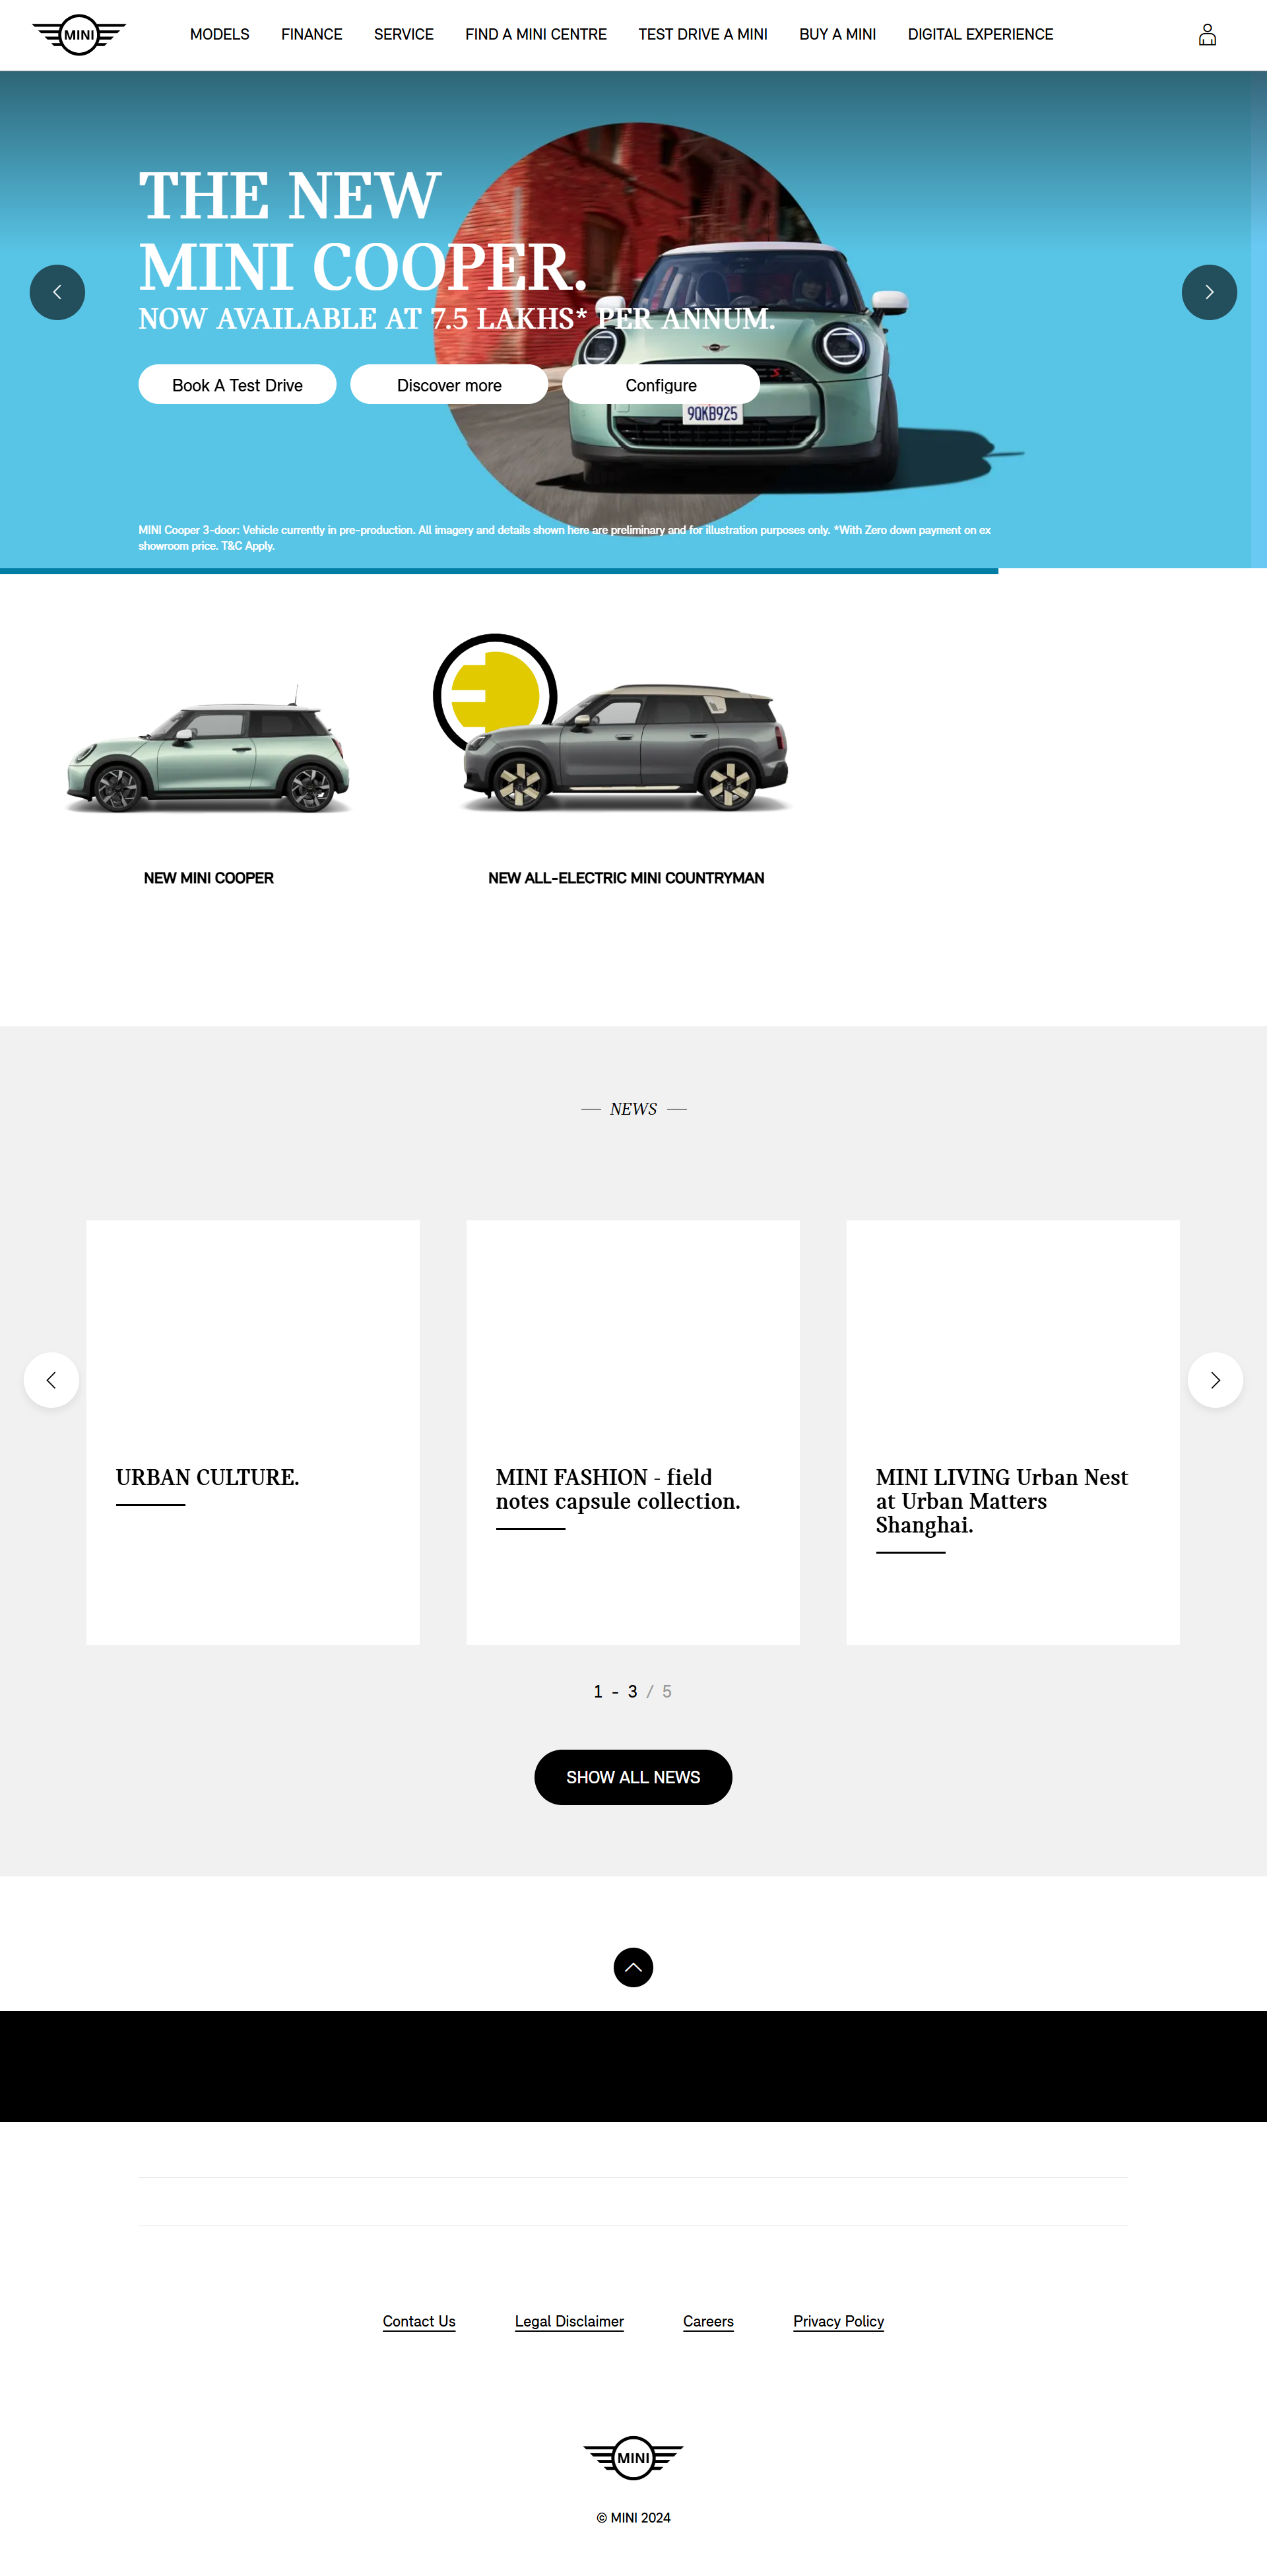 MINI
MODELS
FINANCE
SERVICE
FIND A MINI CENTRE
TEST DRIVE A MINI
BUY A MINI
DIGITAL EXPERIENCE
THE NEW
MINI COOPER.
NOW AVAILABLE AT 7.5 LAKHS* PER ANNUM.
Book A Test Drive
Discover more
Configure
S
90KB925
MINI Cooper 3-door: Vehicle currently in pre-production. All imagery and details shown here are preliminary and for illustration purposes only. *With Zero down payment on ex
showroom price. T&C Apply.
NEW MINI COOPER
NEW ALL-ELECTRIC MINI COUNTRYMAN
NEWS
URBAN CULTURE.
MINI FASHION - field
notes capsule collection.
MINI LIVING Urban Nest
at Urban Matters
Shanghai.
1 - 3 / 5
SHOW ALL NEWS
Contact Us
Legal Disclaimer
Careers
Privacy Policy
MINI
© MINI 2024